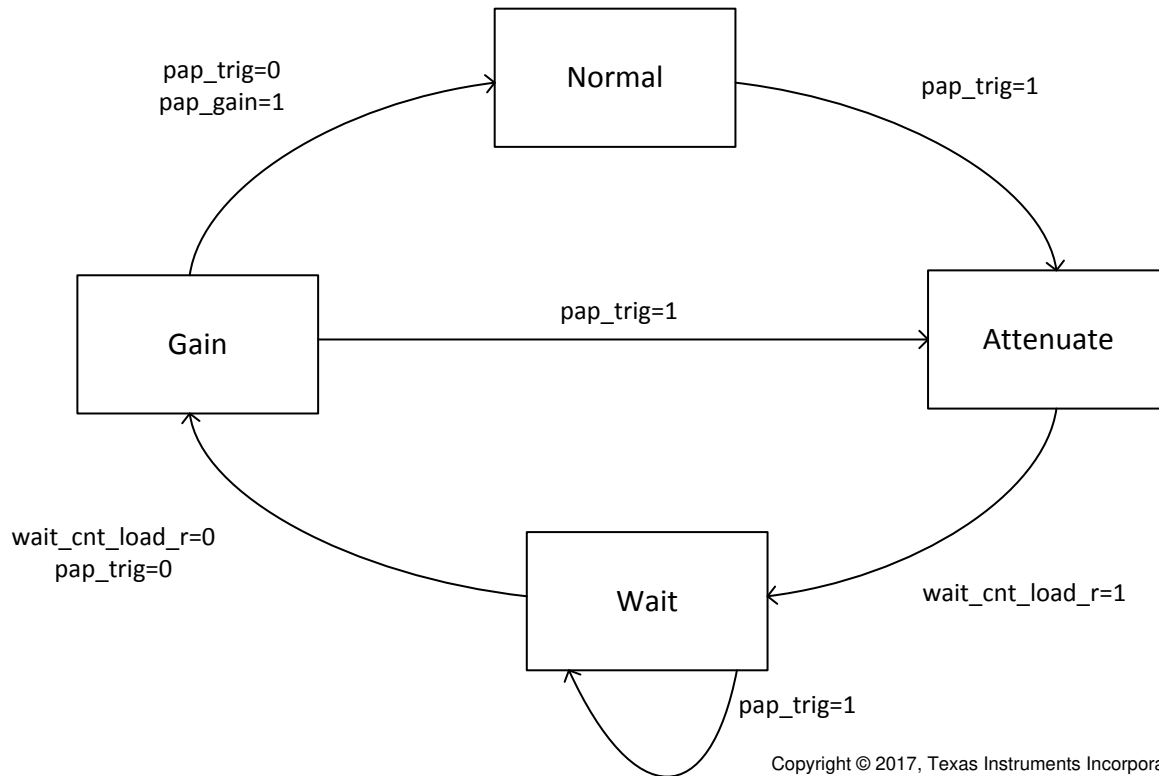 pap_trig=0
pap_gain=1
Normal
pap_trig=1
Gain
pap_trig=1
Attenuate
wait_cnt_load_r=0
pap_trig=0
Wait
wait_cnt_load_r=1
pap_trig=1
Copyright © 2017, Texas Instruments Incorpora